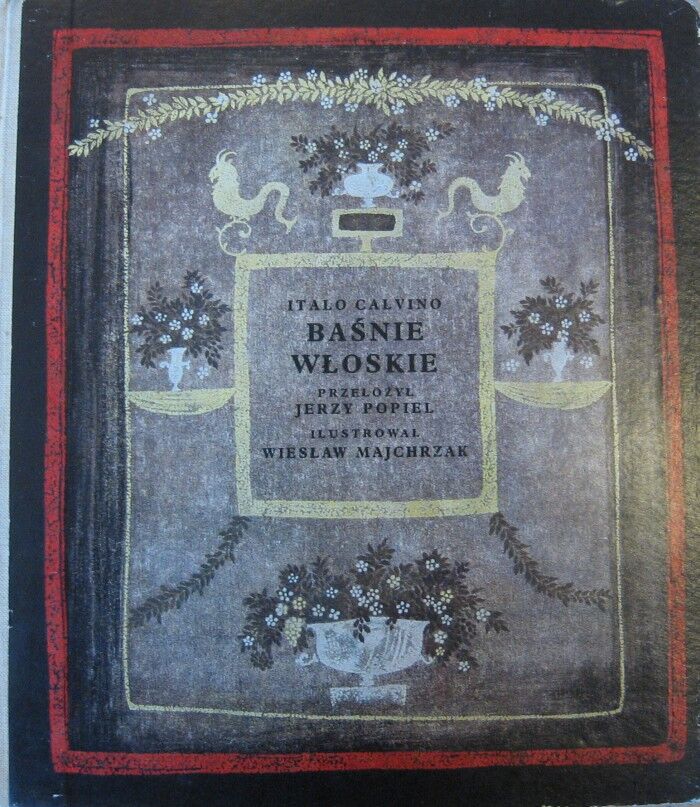 ITALO CALVINO
BAŚNIE
WŁOSKIE
PRZEŁOŻYŁ
JERZY POPIEL
ILUSTROWAŁ
WIESŁAW MAJCHRZAK